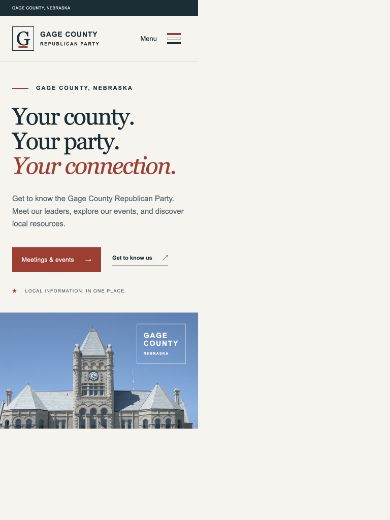 GAGE COUNTY, NEBRASKA
G
GAGE COUNTY
REPUBLICAN PARTY
Menu
GAGE COUNTY, NEBRASKA
Your county.
Your party.
Your connection.
Get to know the Gage County Republican Party.
Meet our leaders, explore our events, and discover
local resources.
Meetings & events →
Get to know us ↗
★ LOCAL INFORMATION. IN ONE PLACE.
GAGE
COUNTY
NEBRASKA